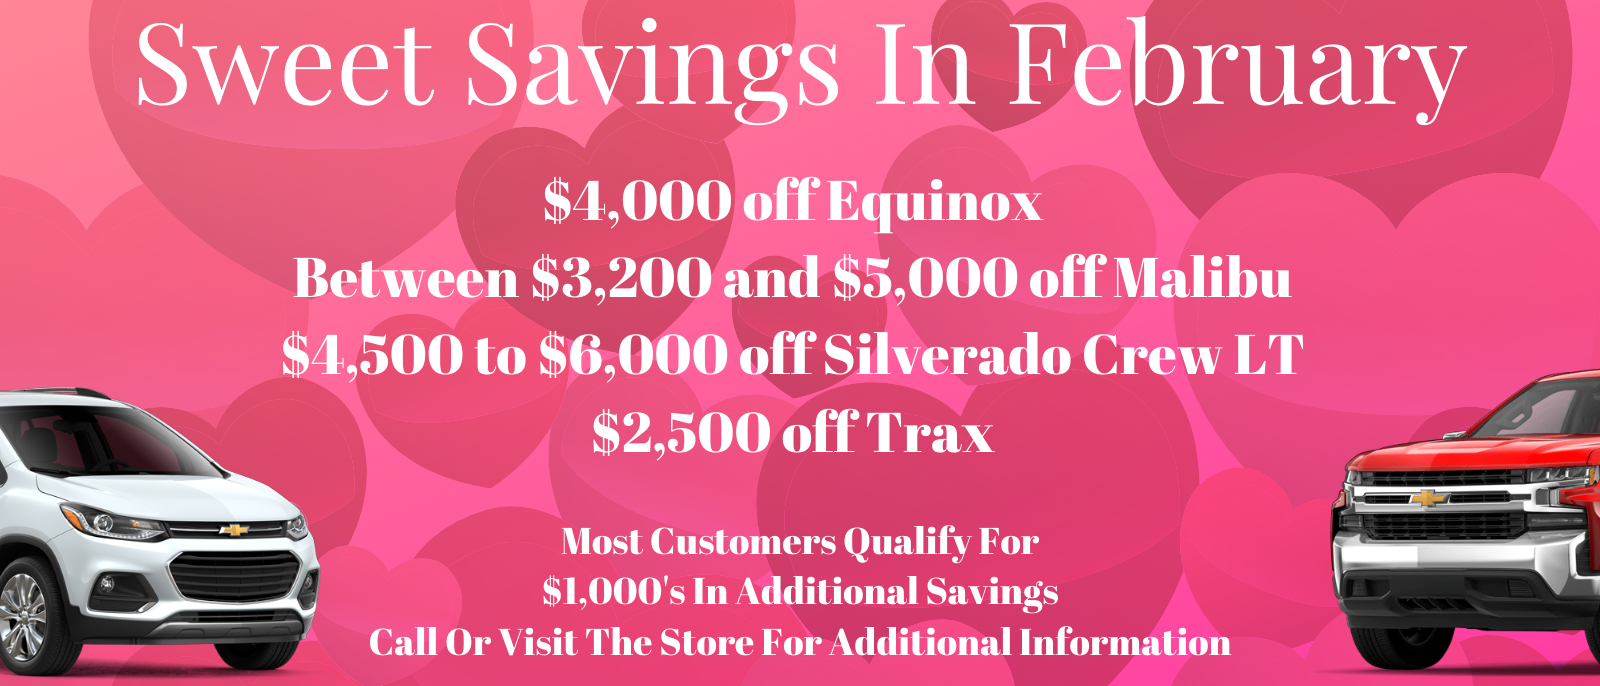 Sweet Savings In February
$4,000 off Equinox
Between $3,200 and $5,000 off Malibu
$4,500 to $6,000 off Silverado Crew LT
$2,500 off Trax
Most Customers Qualify For
$1,000's In Additional Savings
Call Or Visit The Store For Additional Information